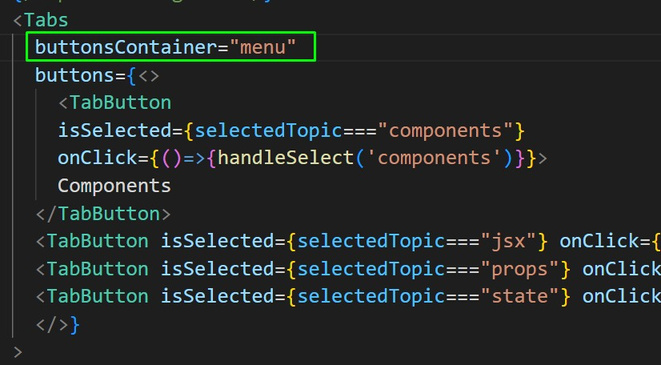 <Tabs
buttonsContainer="menu"
buttons={<>
<TabButton
isSelected={selectedTopic==="components"}
onClick={()=>{handleSelect('components')}}>
Components
</TabButton>
<TabButton isSelected={selectedTopic==="jsx"} onClick={
<TabButton isSelected={selectedTopic==="props"} onClick
<TabButton isSelected={selectedTopic==="state"} onClick
</>}
>